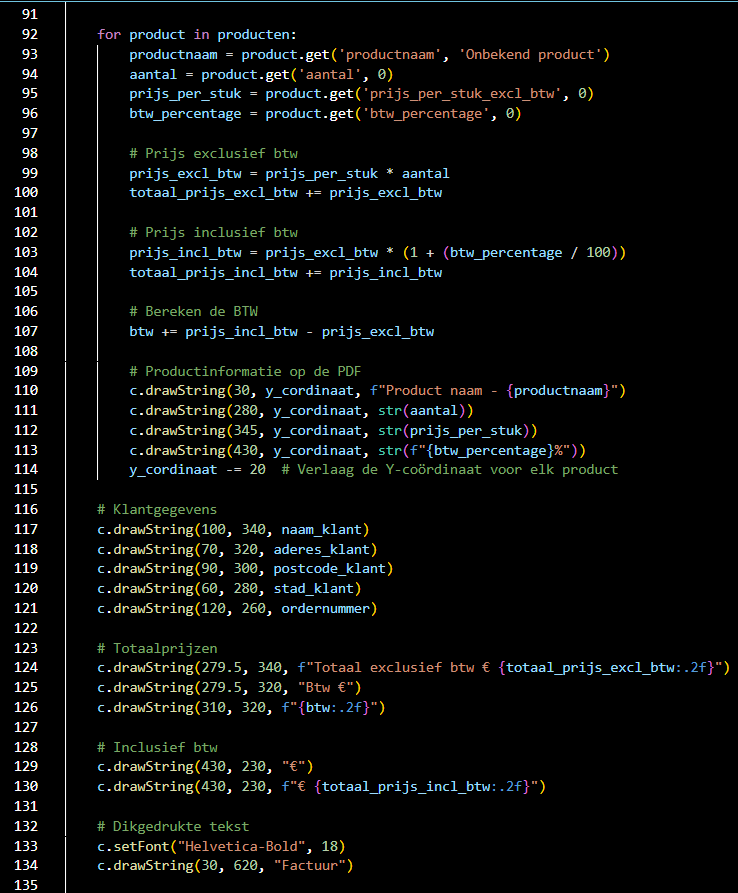 91
92 for product in producten:
93 productnaam = product.get('productnaam', 'Onbekend product')
94 aantal = product.get('aantal', 0)
95 prijs_per_stuk = product.get('prijs_per_stuk_excl_btw', 0)
96 btw_percentage = product.get('btw_percentage', 0)
97
98 # Prijs exclusief btw
99 prijs_excl_btw = prijs_per_stuk * aantal
100 totaal_prijs_excl_btw += prijs_excl_btw
101
102 # Prijs inclusief btw
103 prijs_incl_btw = prijs_excl_btw * (1 + (btw_percentage / 100))
104 totaal_prijs_incl_btw += prijs_incl_btw
105
106 # Bereken de BTW
107 btw += prijs_incl_btw - prijs_excl_btw
108
109 # Productinformatie op de PDF
110 c.drawString(30, y_cordinaat, f"Product naam - {productnaam}")
111 c.drawString(280, y_cordinaat, str(aantal))
112 c.drawString(345, y_cordinaat, str(prijs_per_stuk))
113 c.drawString(430, y_cordinaat, str(f"{btw_percentage}%"))
114 y_cordinaat -= 20 # Verlaag de Y-coördinaat voor elk product
115
116 # Klantgegevens
117 c.drawString(100, 340, naam_klant)
118 c.drawString(70, 320, aderes_klant)
119 c.drawString(90, 300, postcode_klant)
120 c.drawString(60, 280, stad_klant)
121 c.drawString(120, 260, ordernummer)
122
123 # Totaalprijzen
124 c.drawString(279.5, 340, f"Totaal exclusief btw € {totaal_prijs_excl_btw:.2f}")
125 c.drawString(279.5, 320, "Btw €")
126 c.drawString(310, 320, f"{btw:.2f}")
127
128 # Inclusief btw
129 c.drawString(430, 230, "€")
130 c.drawString(430, 230, f"€ {totaal_prijs_incl_btw:.2f}")
131
132 # Dikgedrukte tekst
133 c.setFont("Helvetica-Bold", 18)
134 c.drawString(30, 620, "Factuur")
135